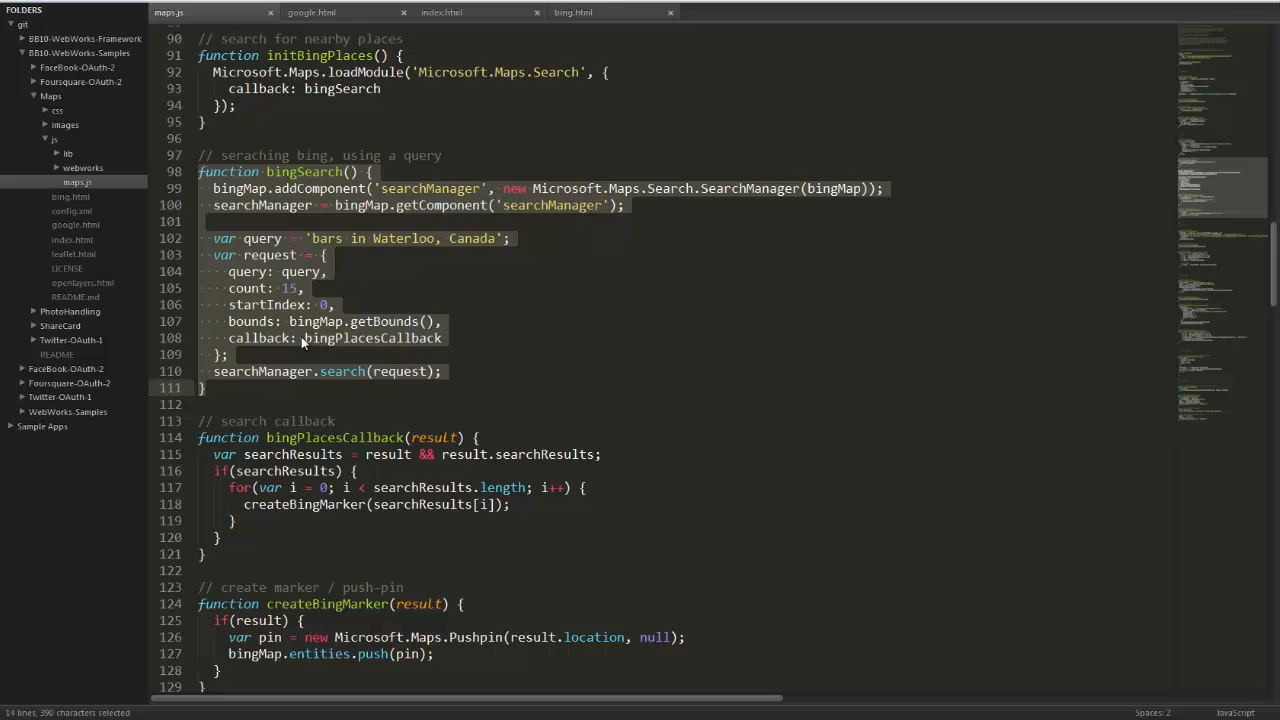 FOLDERS
git
BB10-WebWorks-Framework
BB10-WebWorks-Samples
FaceBook-OAuth-2
Foursquare-OAuth-2
Maps
css
images
js
lib
webworks
maps.js
bing.html
config.xml
google.html
index.html
leaflet.html
LICENSE
openlayers.html
README.md
PhotoHandling
ShareCard
Twitter-OAuth-1
README
FaceBook-OAuth-2
Foursquare-OAuth-2
Twitter-OAuth-1
WebWorks-Samples
Sample Apps
maps.js × google.html × index.html × bing.html ×
90 // search for nearby places
91 function initBingPlaces() {
92 Microsoft.Maps.loadModule('Microsoft.Maps.Search', {
93 callback: bingSearch
94 });
95 }
96
97 // seraching bing, using a query
98 function bingSearch() {
99 bingMap.addComponent('searchManager', new Microsoft.Maps.Search.SearchManager(bingMap));
100 searchManager = bingMap.getComponent('searchManager');
101
102 var query = 'bars in Waterloo, Canada';
103 var request = {
104 query: query,
105 count: 15,
106 startIndex: 0,
107 bounds: bingMap.getBounds(),
108 callback: bingPlacesCallback
109 };
110 searchManager.search(request);
111 }
112
113 // search callback
114 function bingPlacesCallback(result) {
115 var searchResults = result && result.searchResults;
116 if(searchResults) {
117 for(var i = 0; i < searchResults.length; i++) {
118 createBingMarker(searchResults[i]);
119 }
120 }
121 }
122
123 // create marker / push-pin
124 function createBingMarker(result) {
125 if(result) {
126 var pin = new Microsoft.Maps.Pushpin(result.location, null);
127 bingMap.entities.push(pin);
128 }
129 }
14 lines, 390 characters selected
Spaces: 2
JavaScript